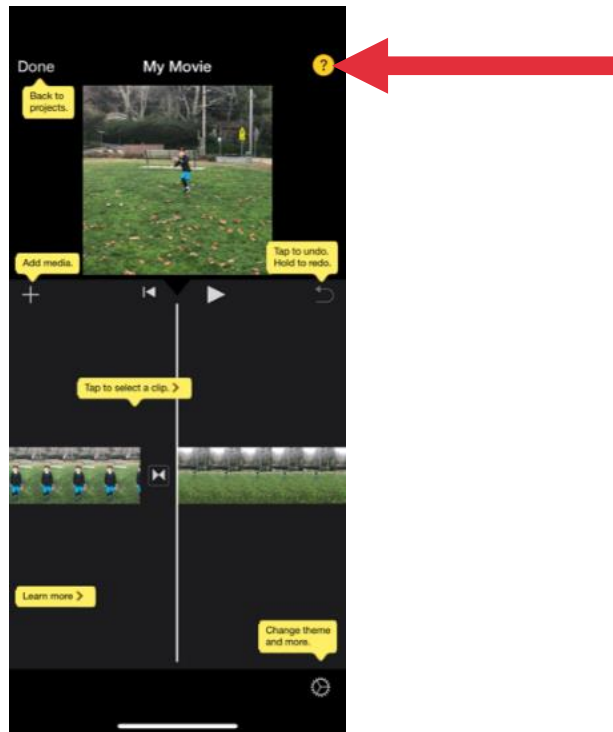 Done
My Movie
?
Back to
projects.
Add media.
Tap to undo.
Hold to redo.
Tap to select a clip. >
Learn more >
Change theme
and more.